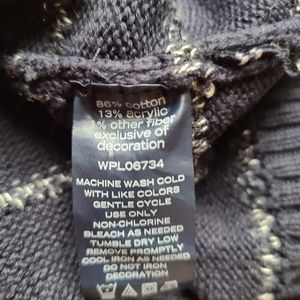 86% cotton
13% acrylic
1% other fiber
exclusive of
decoration
WPL06734
MACHINE WASH COLD
WITH LIKE COLORS
GENTLE CYCLE
USE ONLY
NON-CHLORINE
BLEACH AS NEEDED
TUMBLE DRY LOW
REMOVE PROMPTLY
COOL IRON AS NEEDED
DO NOT IRON
DECORATION